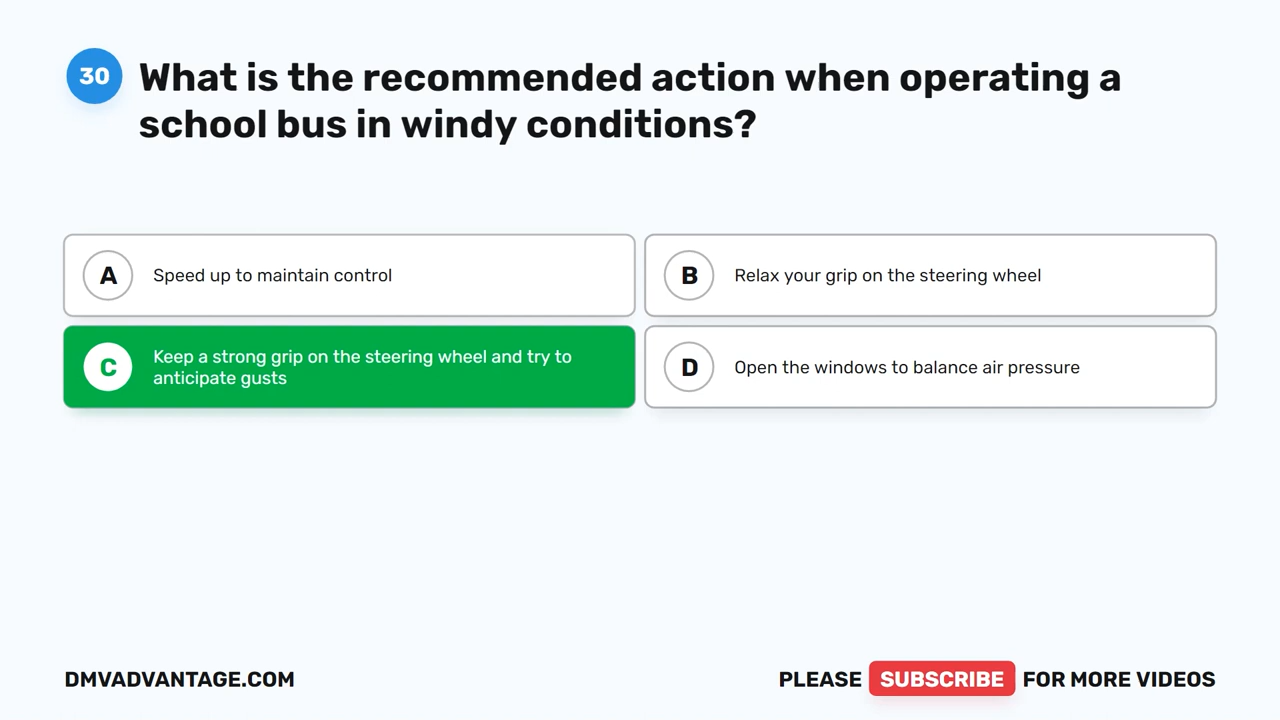 30
What is the recommended action when operating a
school bus in windy conditions?
A
Speed up to maintain control
B
Relax your grip on the steering wheel
C
Keep a strong grip on the steering wheel and try to
anticipate gusts
D
Open the windows to balance air pressure
DMVADVANTAGE.COM
PLEASE SUBSCRIBE FOR MORE VIDEOS